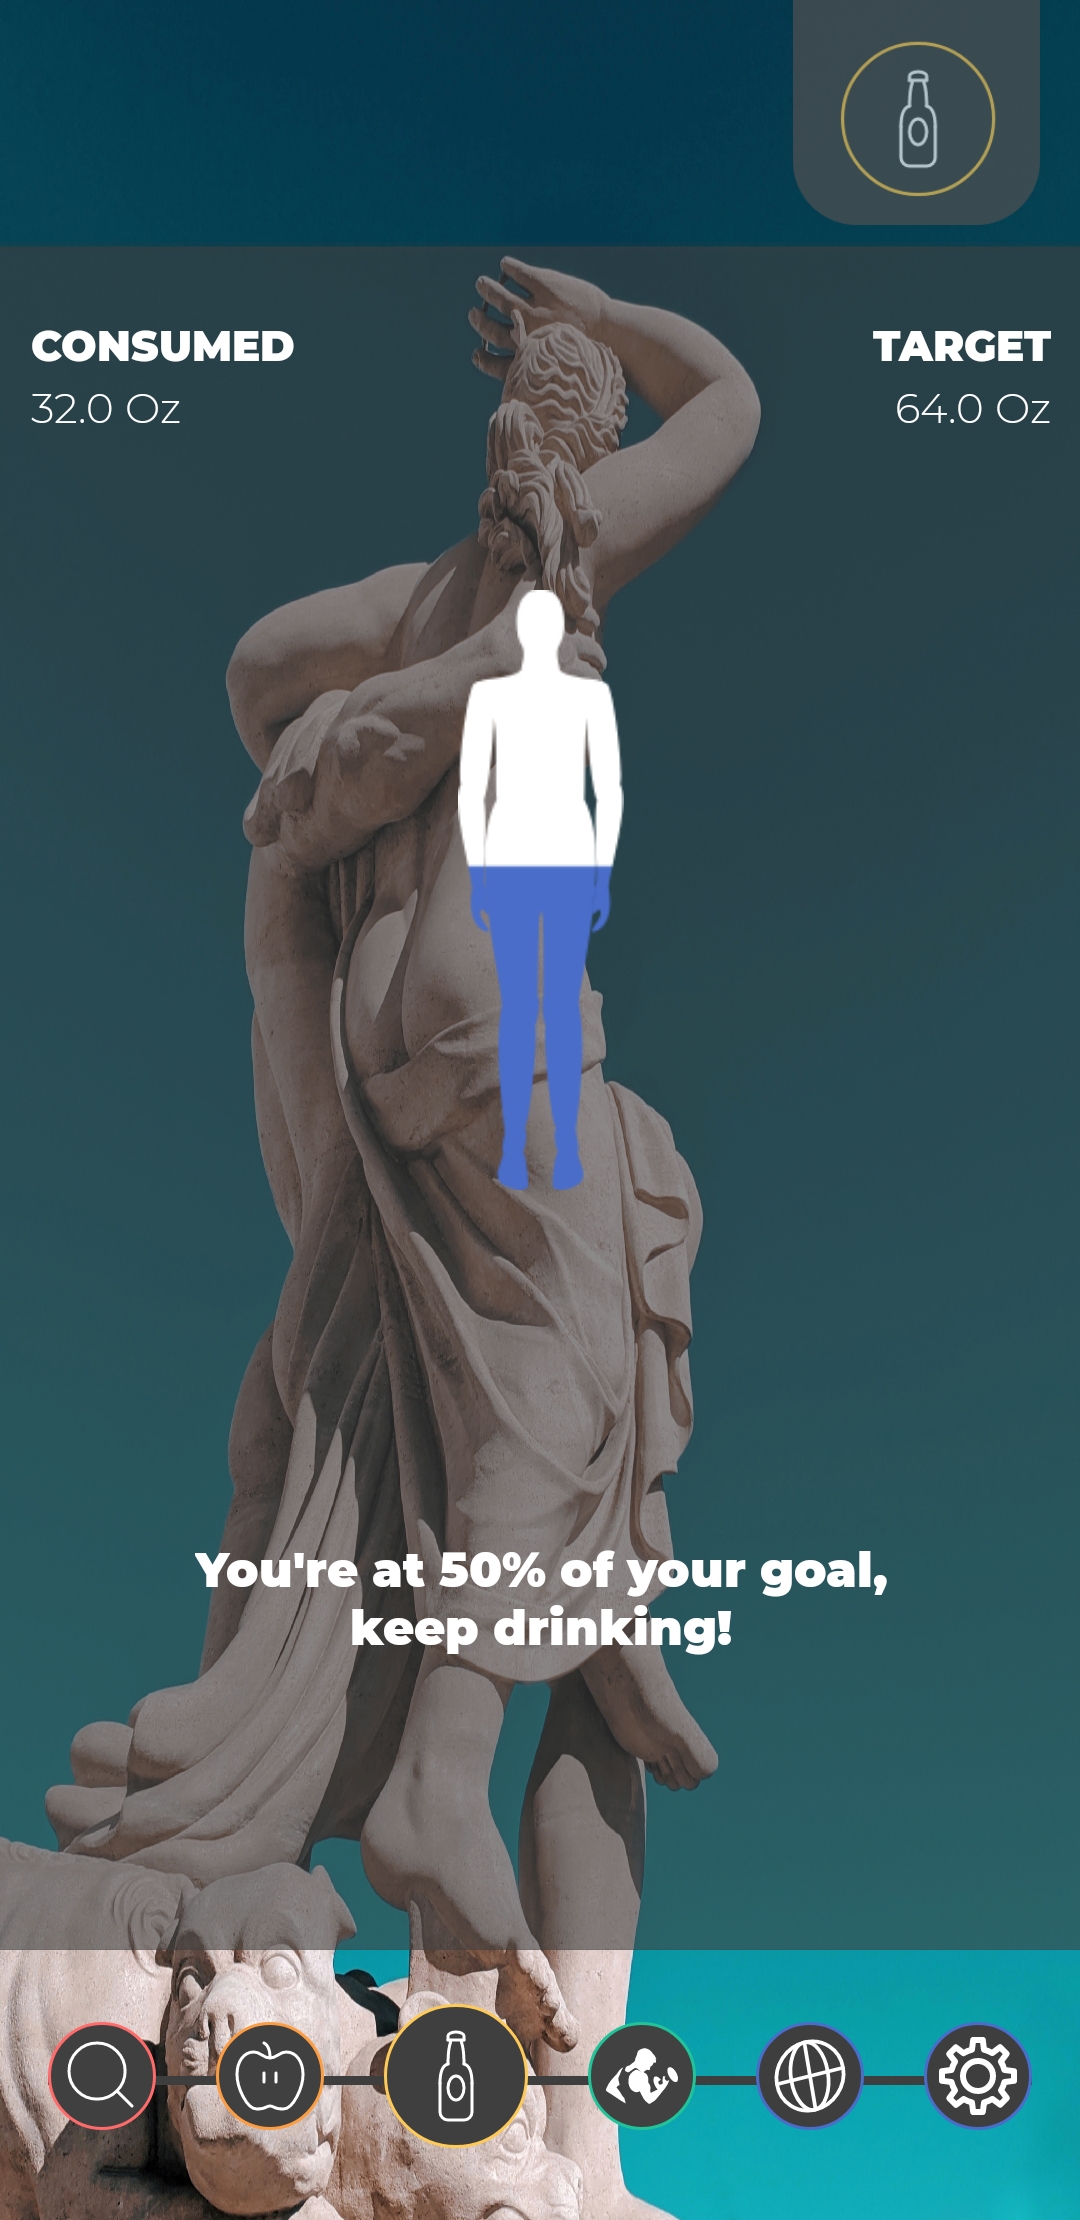 CONSUMED
TARGET
32.0 Oz
64.0 Oz
You're at 50% of your goal,
keep drinking!